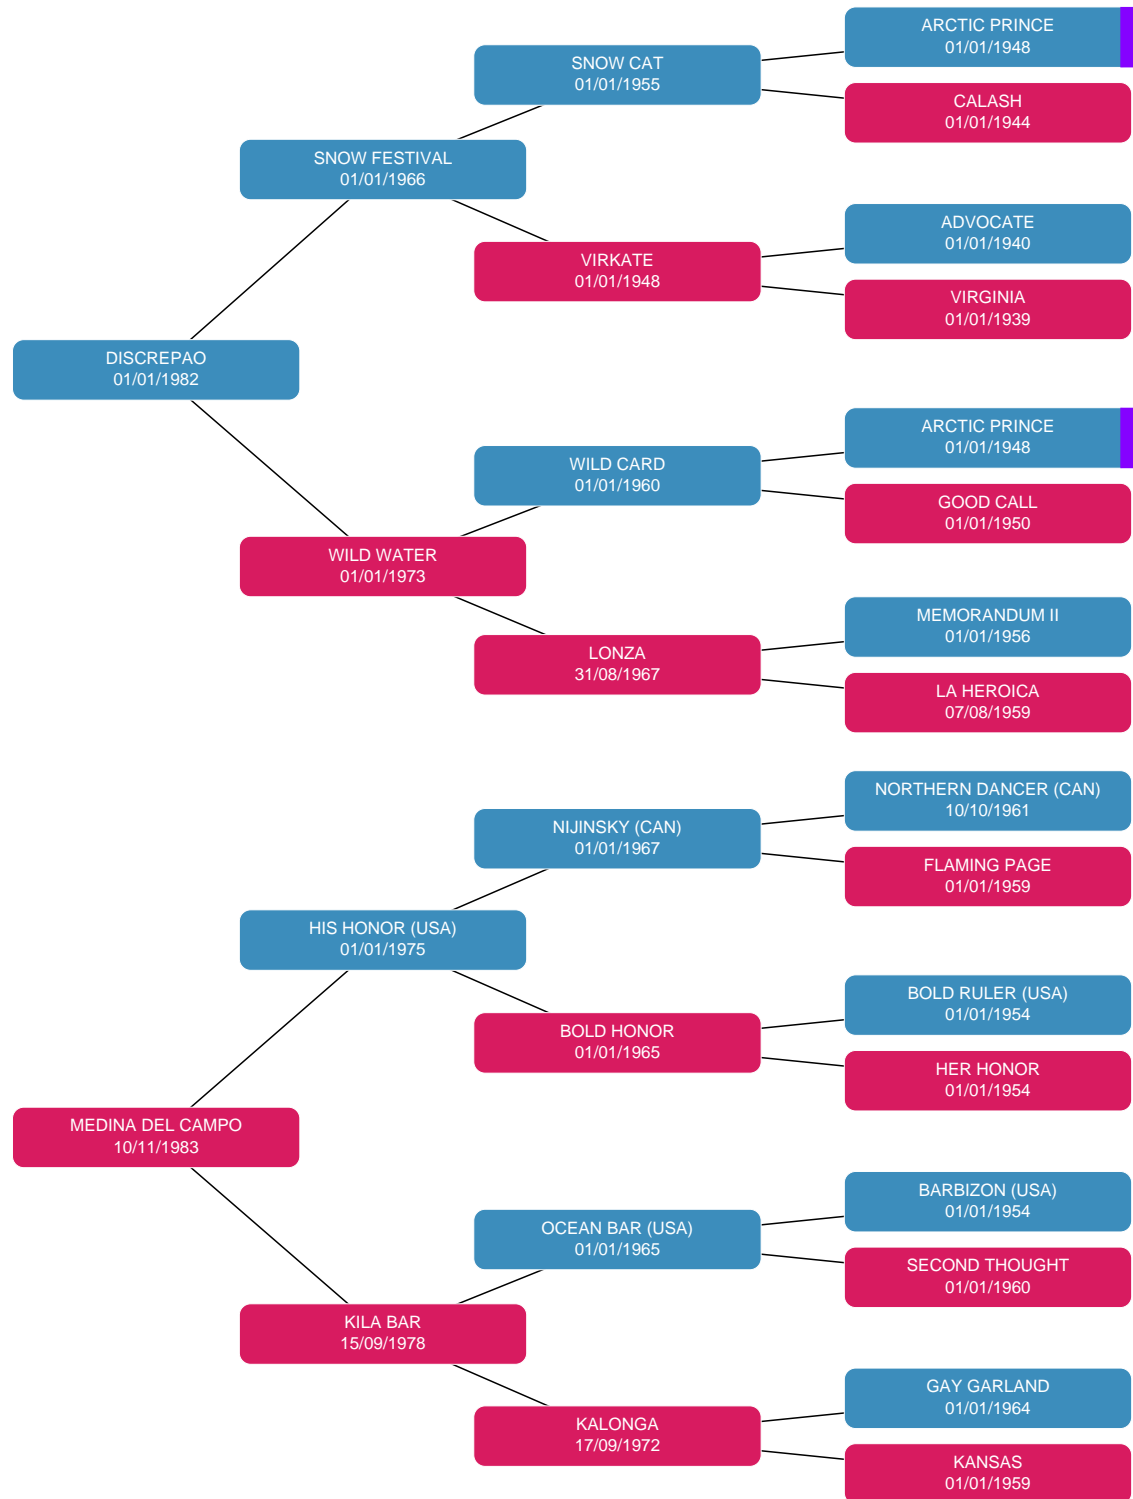 ARCTIC PRINCE
01/01/1948
SNOW CAT
01/01/1955
CALASH
01/01/1944
SNOW FESTIVAL
01/01/1966
ADVOCATE
01/01/1940
VIRKATE
01/01/1948
VIRGINIA
01/01/1939
DISCREPAO
01/01/1982
ARCTIC PRINCE
01/01/1948
WILD CARD
01/01/1960
GOOD CALL
01/01/1950
WILD WATER
01/01/1973
MEMORANDUM II
01/01/1956
LONZA
31/08/1967
LA HEROICA
07/08/1959
NORTHERN DANCER (CAN)
10/10/1961
NIJINSKY (CAN)
01/01/1967
FLAMING PAGE
01/01/1959
HIS HONOR (USA)
01/01/1975
BOLD RULER (USA)
01/01/1954
BOLD HONOR
01/01/1965
HER HONOR
01/01/1954
MEDINA DEL CAMPO
10/11/1983
BARBIZON (USA)
01/01/1954
OCEAN BAR (USA)
01/01/1965
SECOND THOUGHT
01/01/1960
KILA BAR
15/09/1978
GAY GARLAND
01/01/1964
KALONGA
17/09/1972
KANSAS
01/01/1959